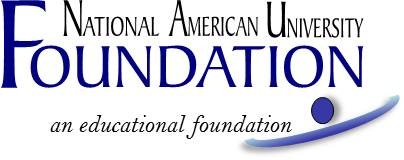 NATIONAL AMERICAN UNIVERSITY
FOUNDATION
an educational foundation